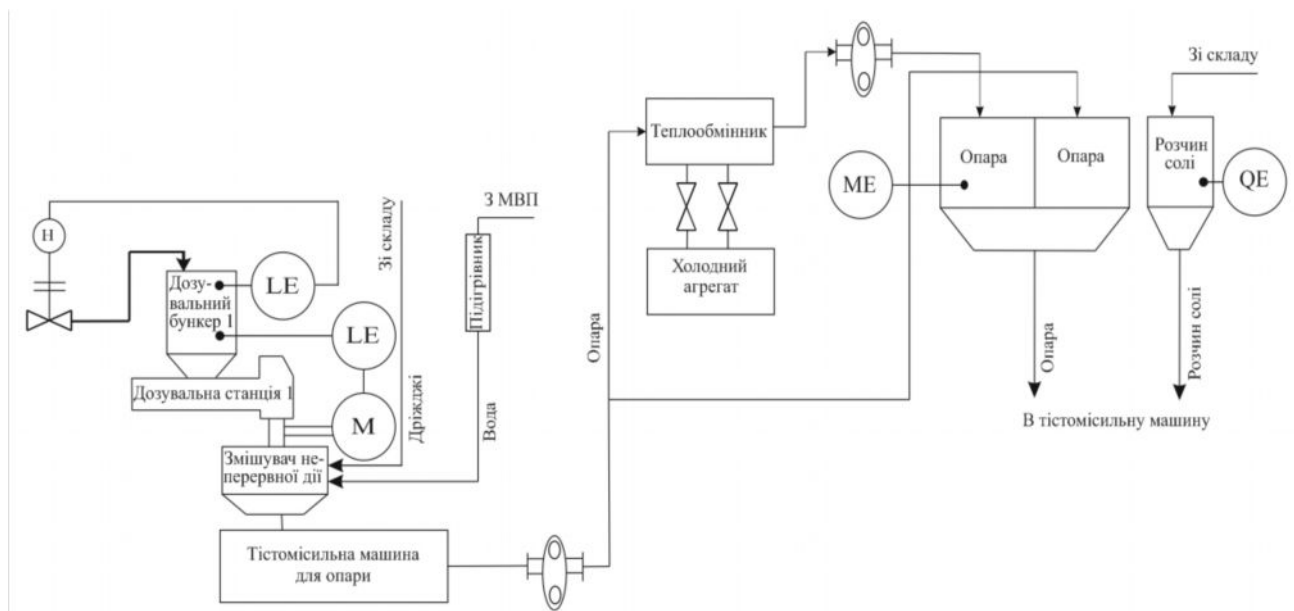 Зі складу
Теплообмінник
Опара
Опара
Розчин
солі
ME
QE
З МВП
Зі складу
Підігрівник
Н
Дозу-
вальний
бункер 1
LE
LE
Холодний
агрегат
Опара
Опара
Розчин солі
Дозувальна станція 1
M
Дріжджі
Вода
В тістомісильну машину
Змішувач не-
перервної дії
Тістомісильна машина
для опари